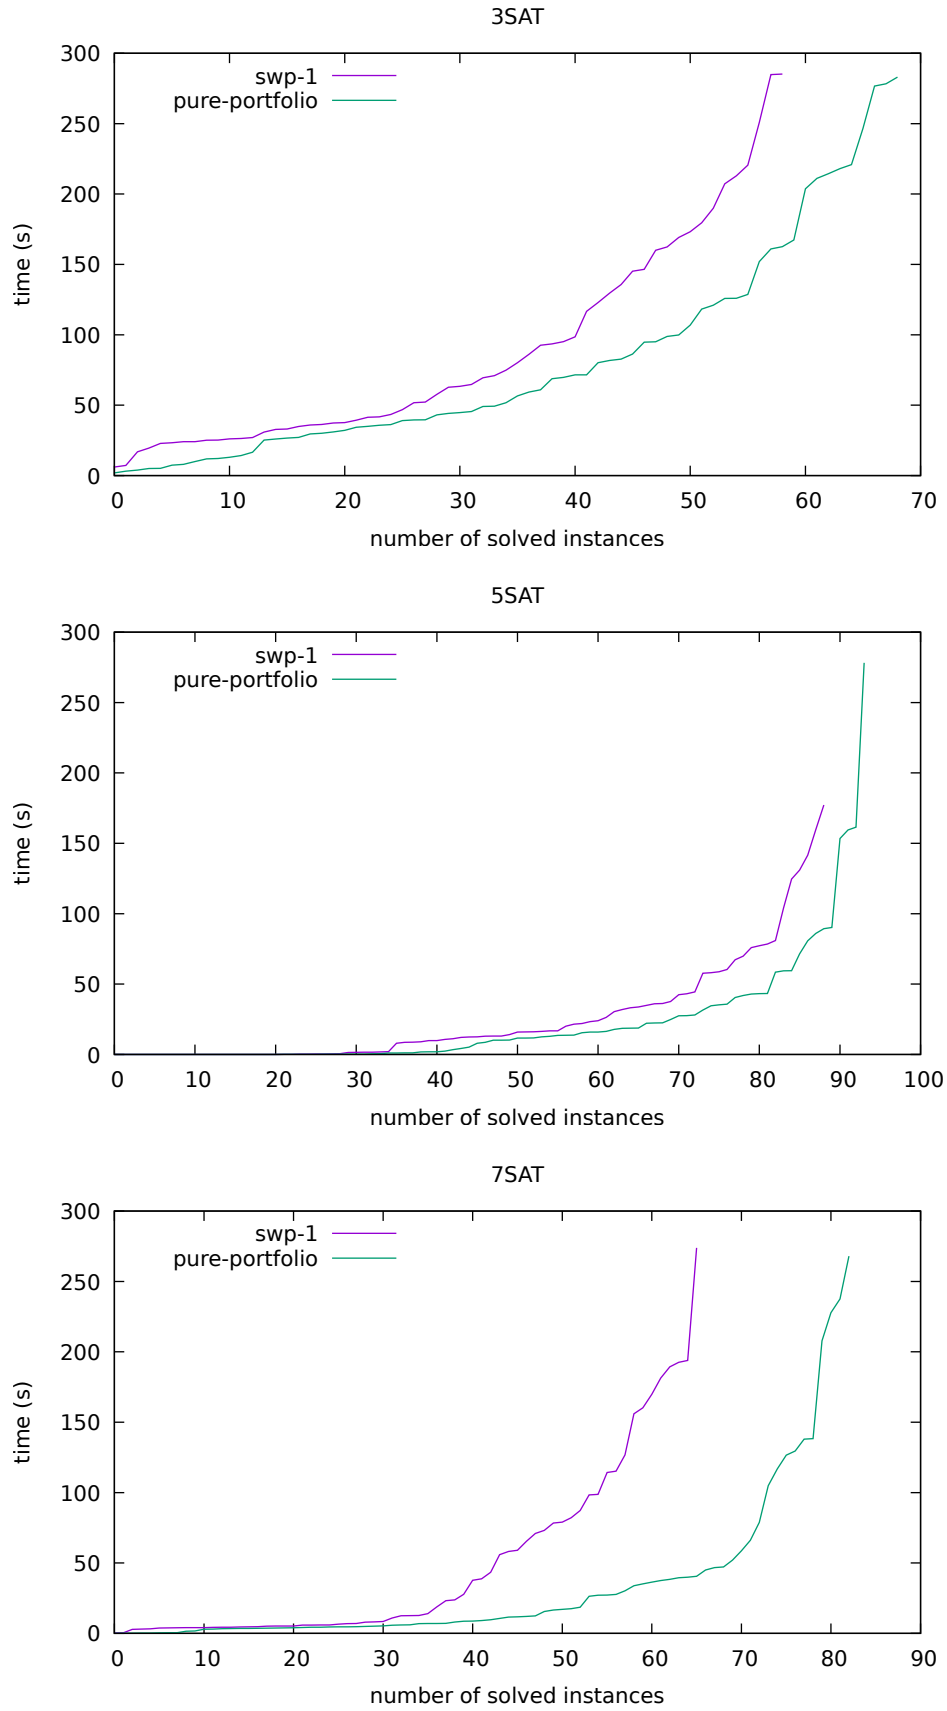 3SAT
300
250
200
150
100
50
0
time (s)
swp-1
pure-portfolio
0 10 20 30 40 50 60 70
number of solved instances
5SAT
300
250
200
150
100
50
0
time (s)
swp-1
pure-portfolio
0 10 20 30 40 50 60 70 80 90 100
number of solved instances
7SAT
300
250
200
150
100
50
0
time (s)
swp-1
pure-portfolio
0 10 20 30 40 50 60 70 80 90
number of solved instances